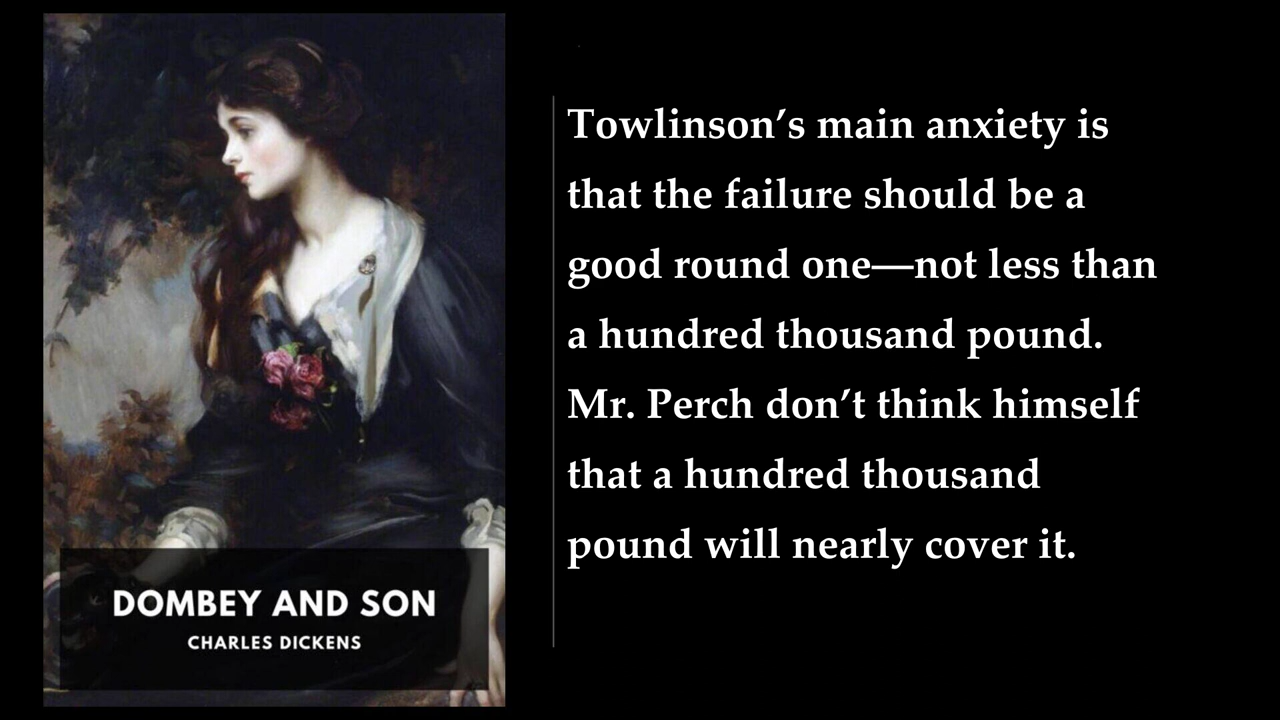 DOMBEY AND SON
CHARLES DICKENS
Towlinson’s main anxiety is
that the failure should be a
good round one—not less than
a hundred thousand pound.
Mr. Perch don’t think himself
that a hundred thousand
pound will nearly cover it.